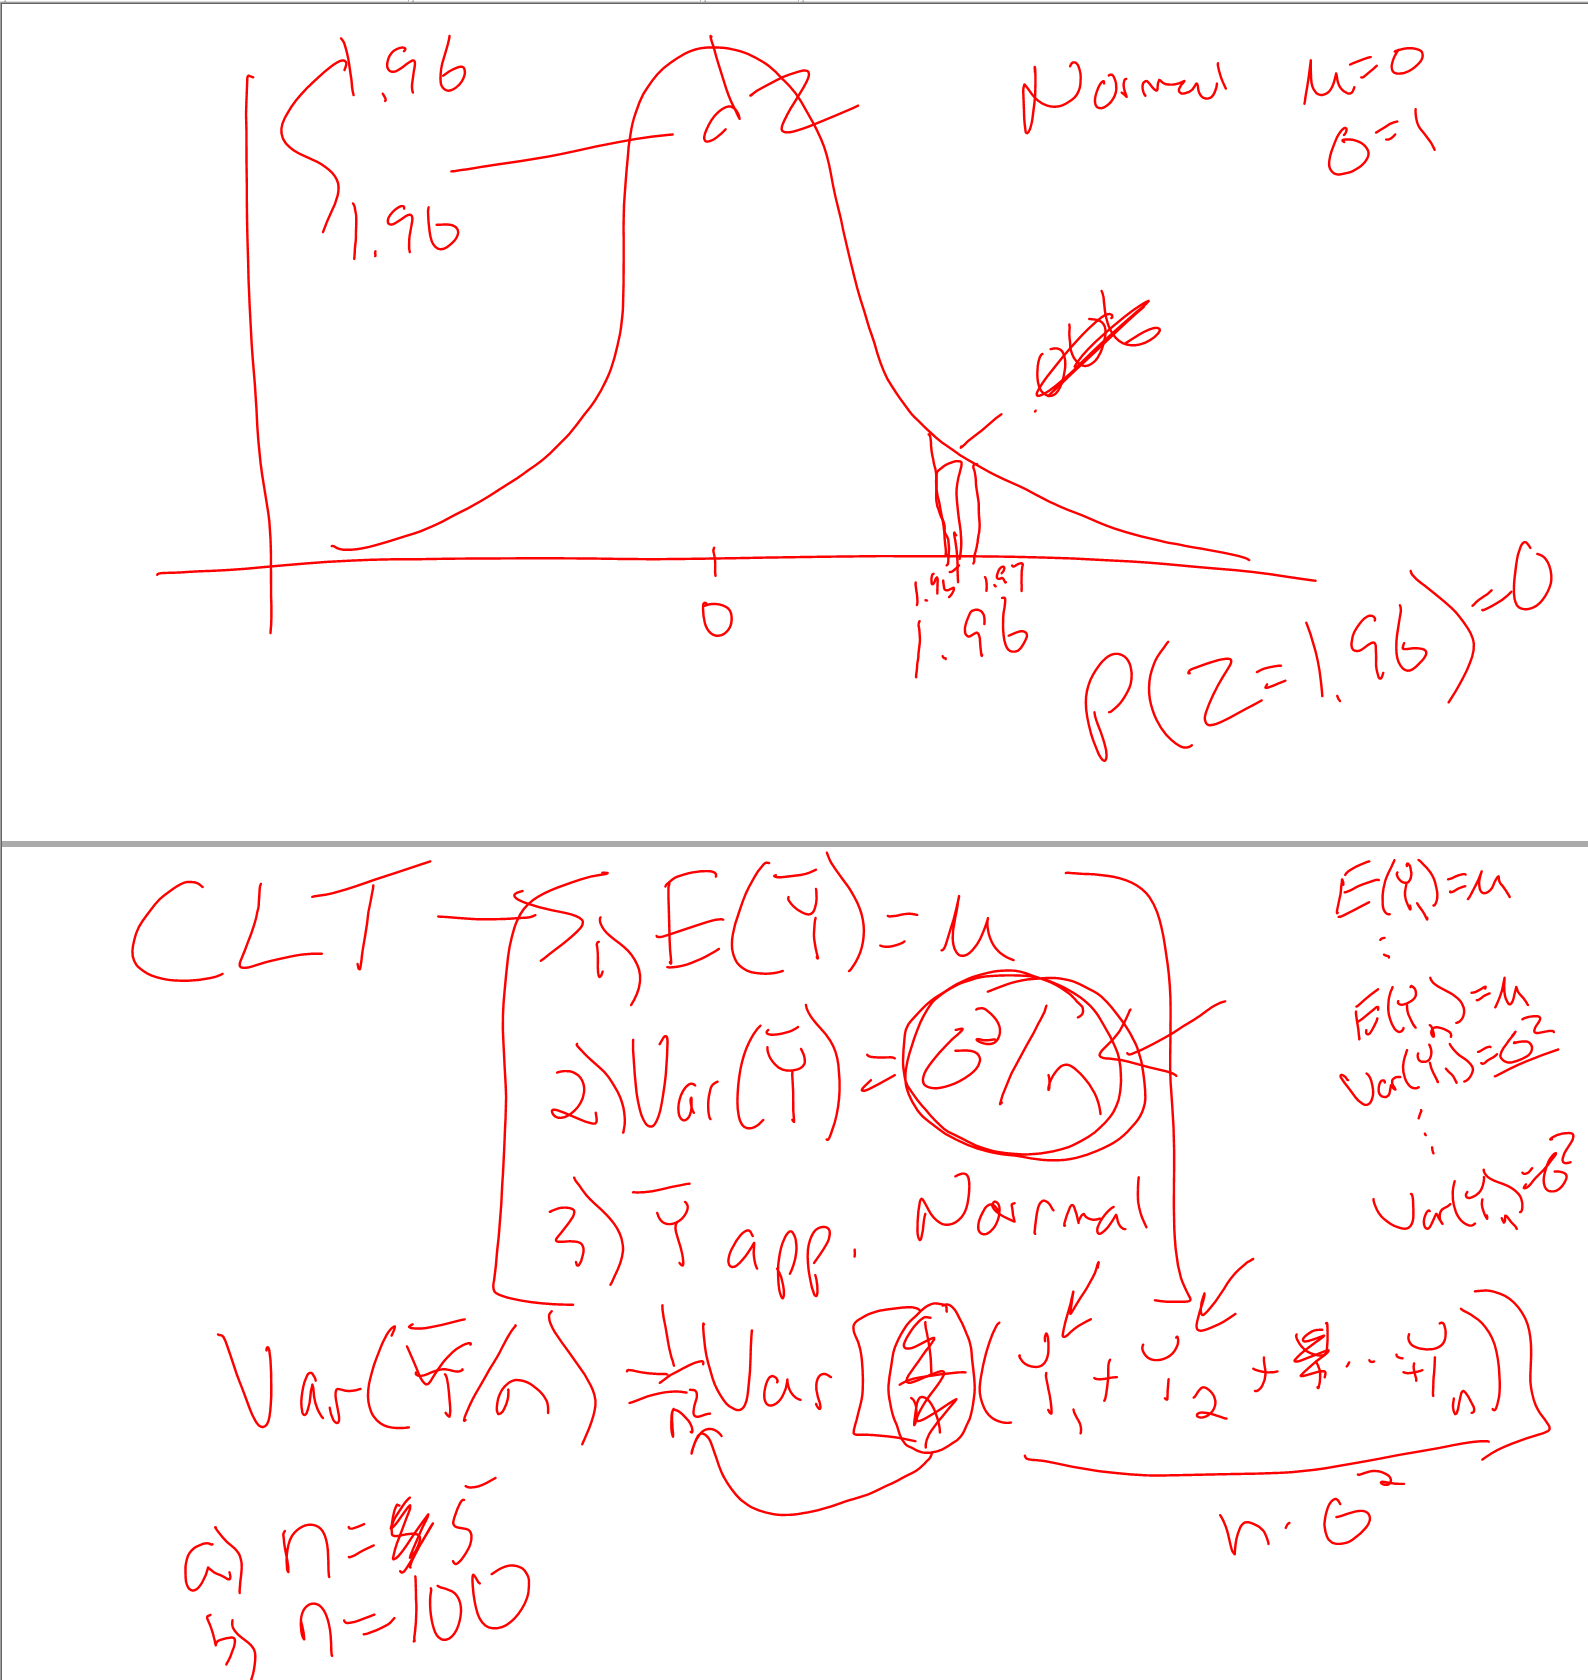 1.96
∫ dz
1.96
Normal μ=0
σ=1
0
1.95 1.97
1.96
P(Z=1.96)=0
CLT → 1) E(Ȳ)=μ
2) Var(Ȳ)=σ²/n
3) Ȳ app. Normal
E(Y₁)=μ
⋮
E(Yₙ)=μ
Var(Y₁)=σ²
⋮
Var(Yₙ)=σ²
= 1/n² Var[ (Y₁+Y₂+ ... +Yₙ)]
n·σ²
a) n=5
b) n=100